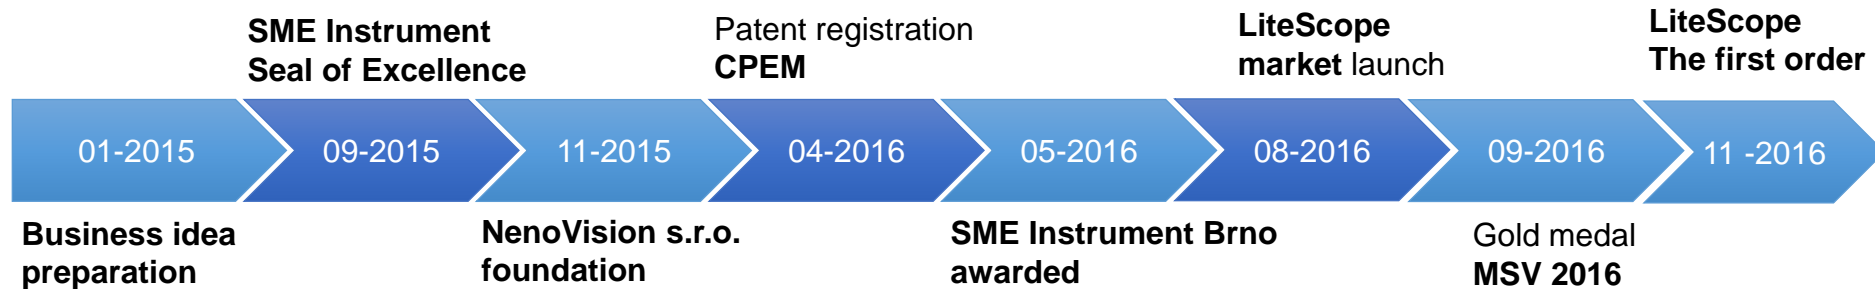 SME Instrument
Seal of Excellence
Patent registration
CPEM
LiteScope
market launch
LiteScope
The first order
01-2015
09-2015
11-2015
04-2016
05-2016
08-2016
09-2016
11 -2016
Business idea
preparation
NenoVision s.r.o.
foundation
SME Instrument Brno
awarded
Gold medal
MSV 2016